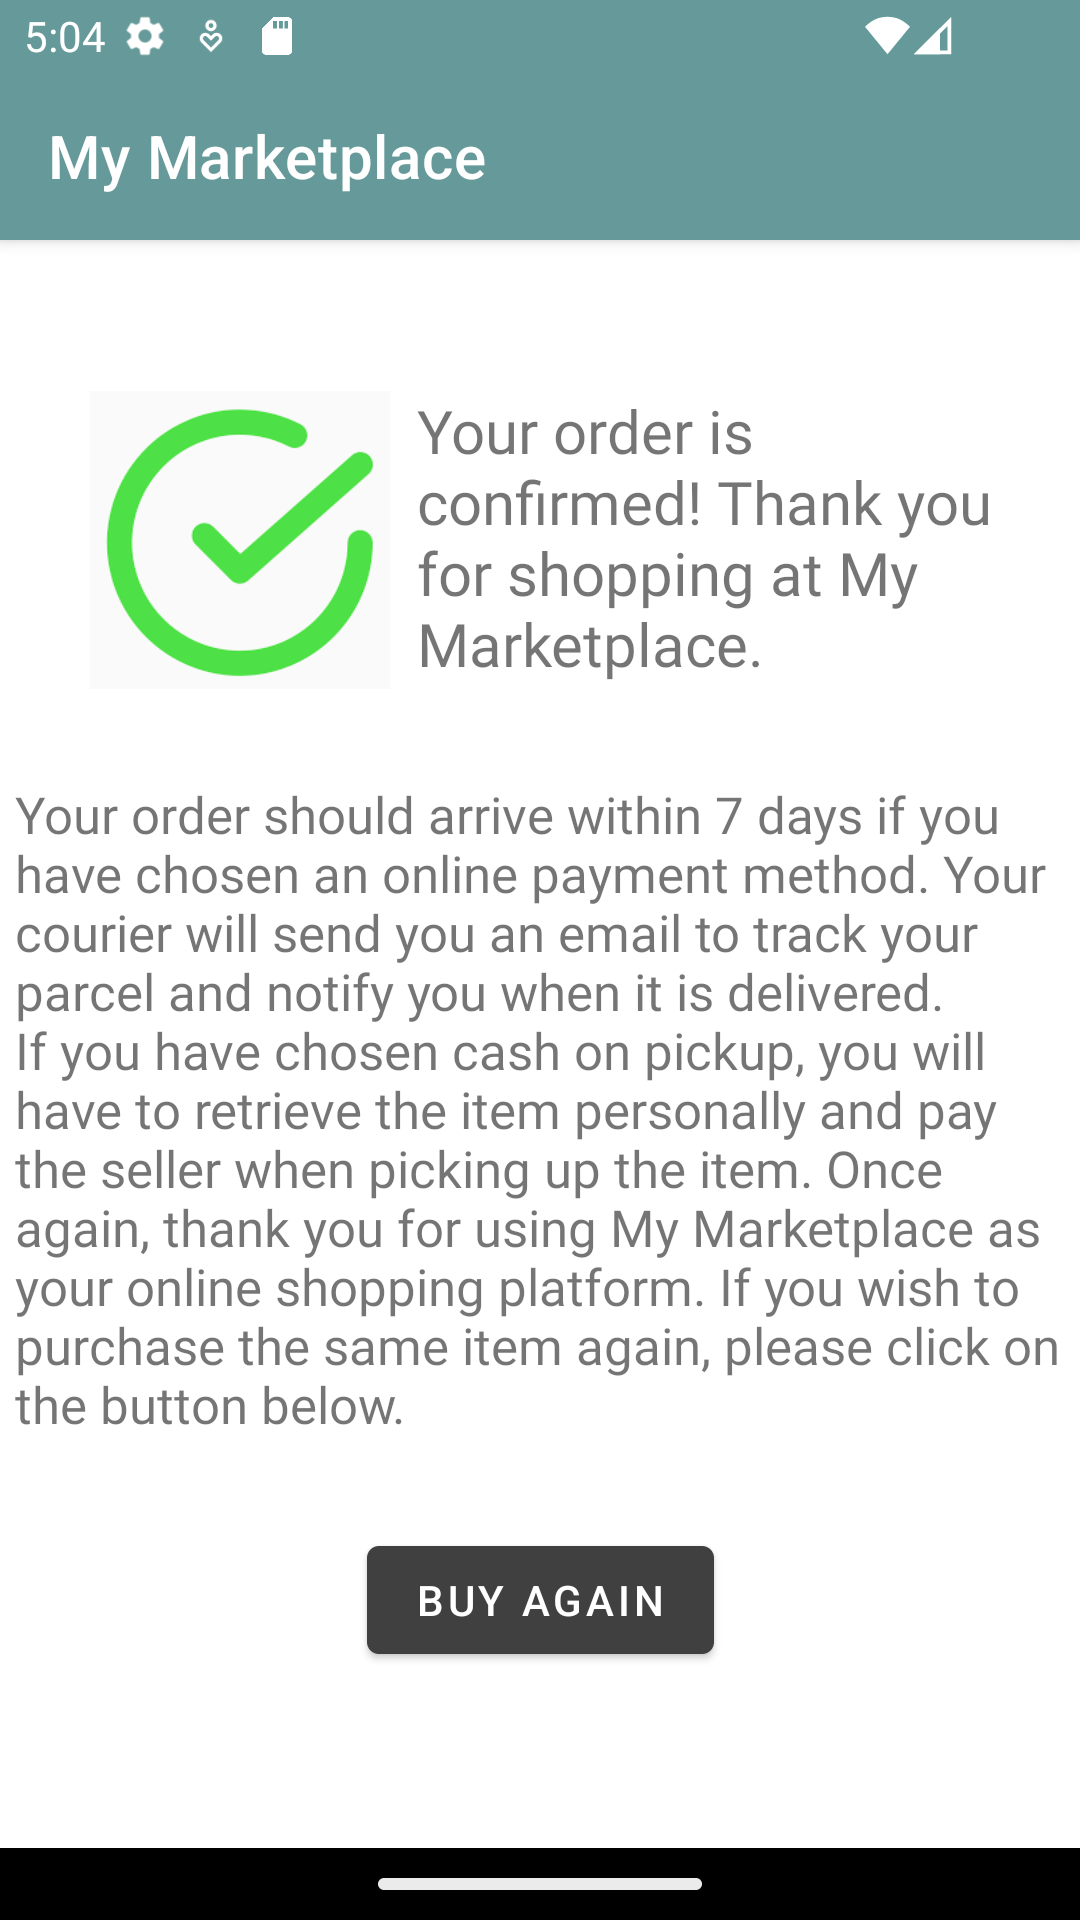 5:04
My Marketplace
Your order is
confirmed! Thank you
for shopping at My
Marketplace.
Your order should arrive within 7 days if you
have chosen an online payment method. Your
courier will send you an email to track your
parcel and notify you when it is delivered.
If you have chosen cash on pickup, you will
have to retrieve the item personally and pay
the seller when picking up the item. Once
again, thank you for using My Marketplace as
your online shopping platform. If you wish to
purchase the same item again, please click on
the button below.
BUY AGAIN